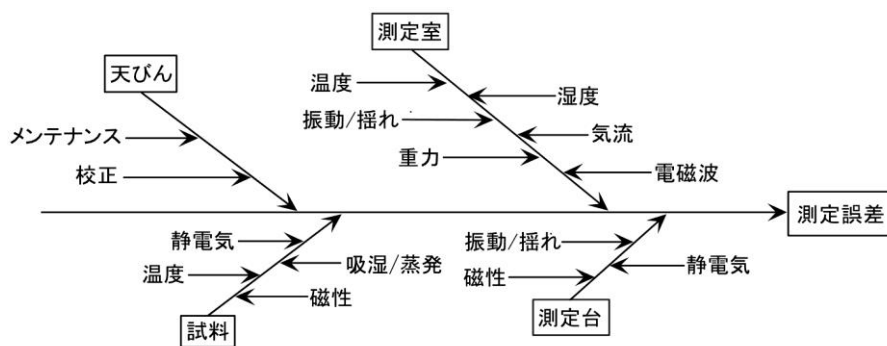 測定室
天びん
温度
湿度
メンテナンス
振動/揺れ
気流
校正
重力
電磁波
測定誤差
静電気
振動/揺れ
温度
吸湿/蒸発
磁性
静電気
磁性
試料
測定台